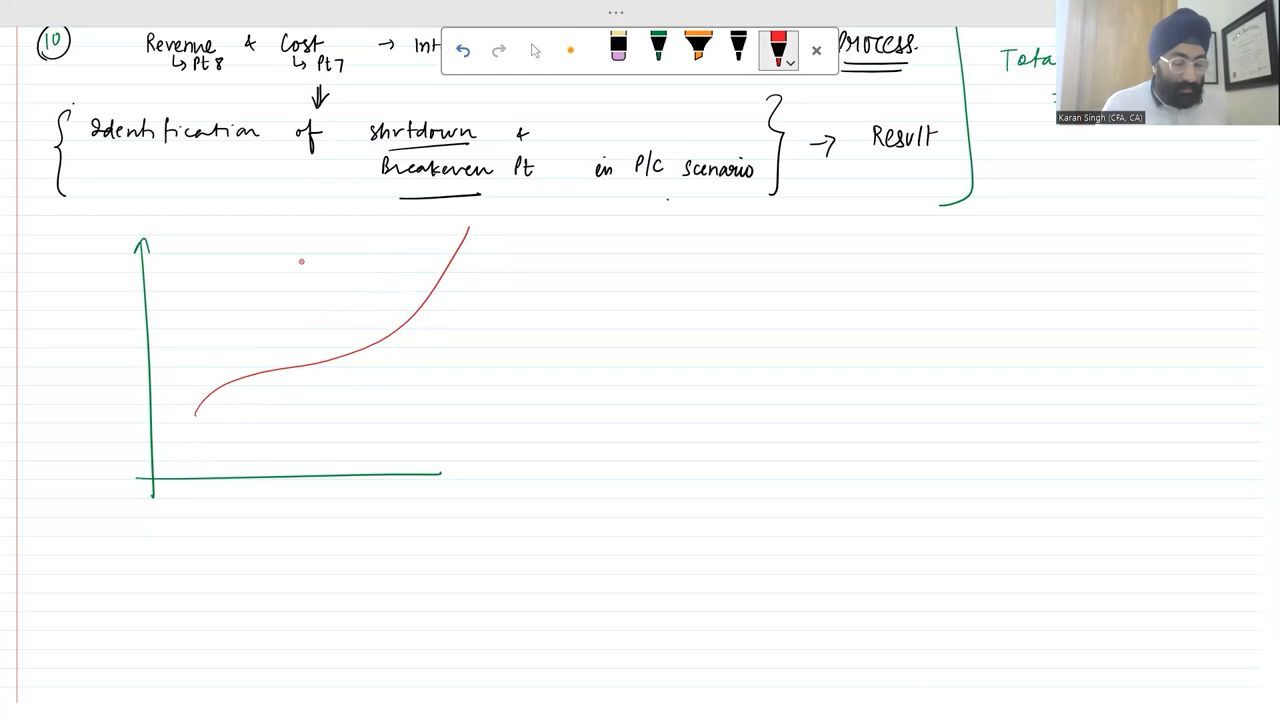 10 Revenue & Cost → Int Process.
↳ Pt 8 ↳ Pt 7
Tota
Identification of shrtdown &
Breakeven Pt in P/C scenario → Result
Karan Singh (CFA, CA)